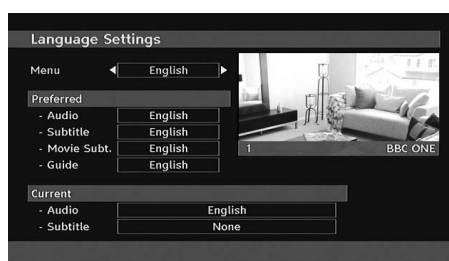 Language Settings
Menu English
Preferred
- Audio English
- Subtitle English
- Movie Subt. English
- Guide English
1 BBC ONE
Current
- Audio English
- Subtitle None